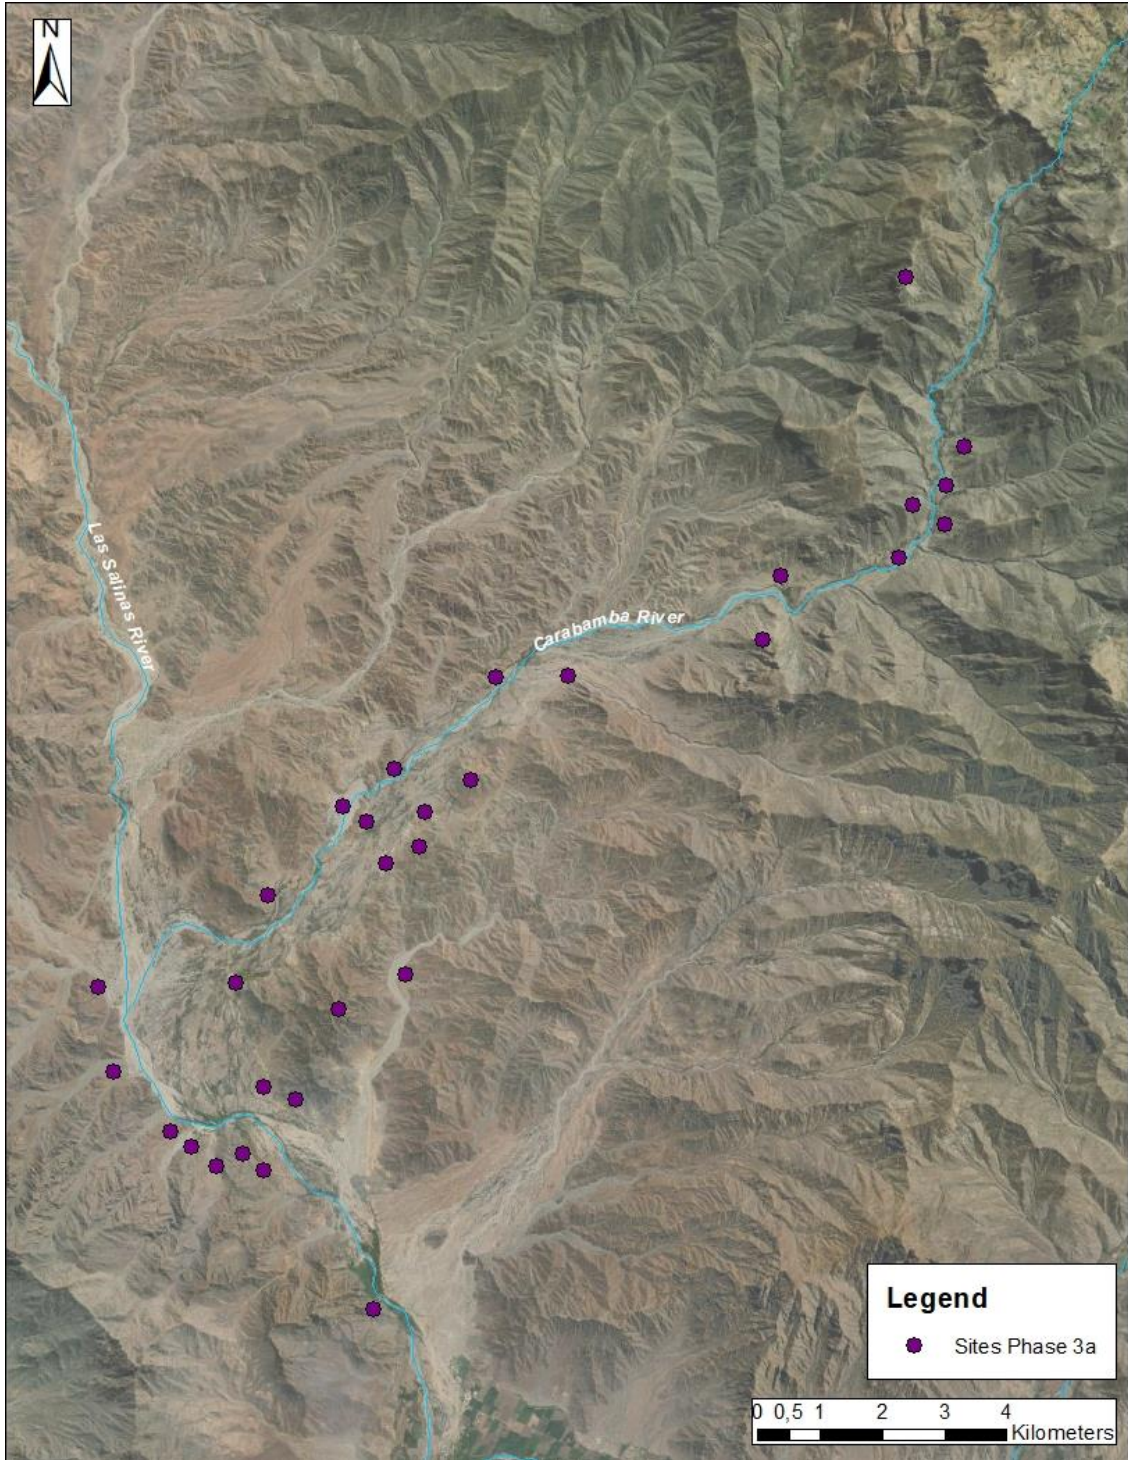 N
Las Salinas River
Carabamba River
Legend
Sites Phase 3a
0 0,5 1 2 3 4
Kilometers